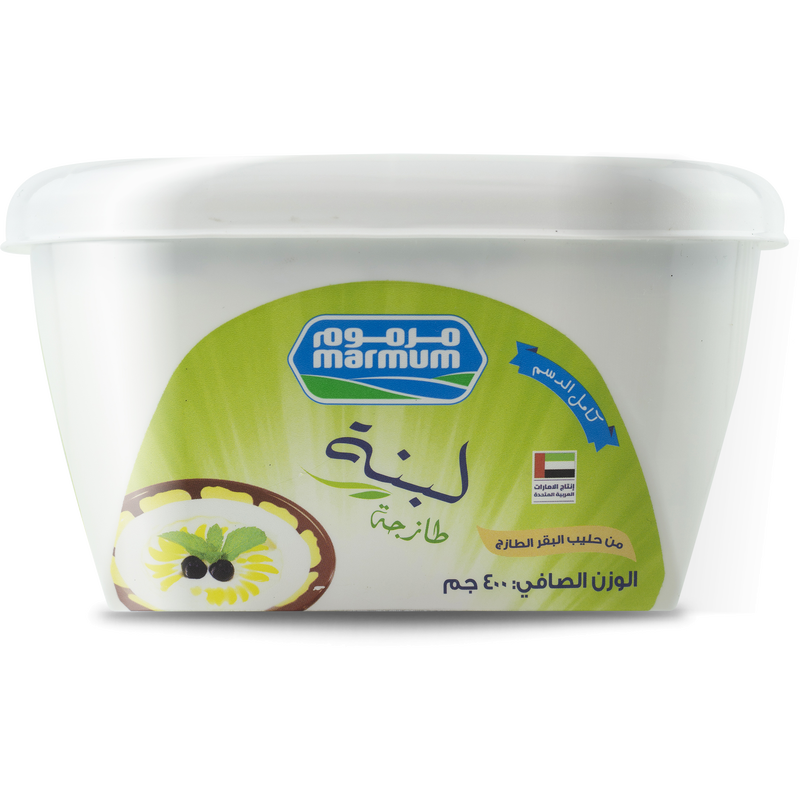 مرموم
marmum
كامل الدسم
لبنة
طازجة
إنتاج الامارات
العربية المتحدة
من حليب البقر الطازج
الوزن الصافي: ٤٠٠ جم